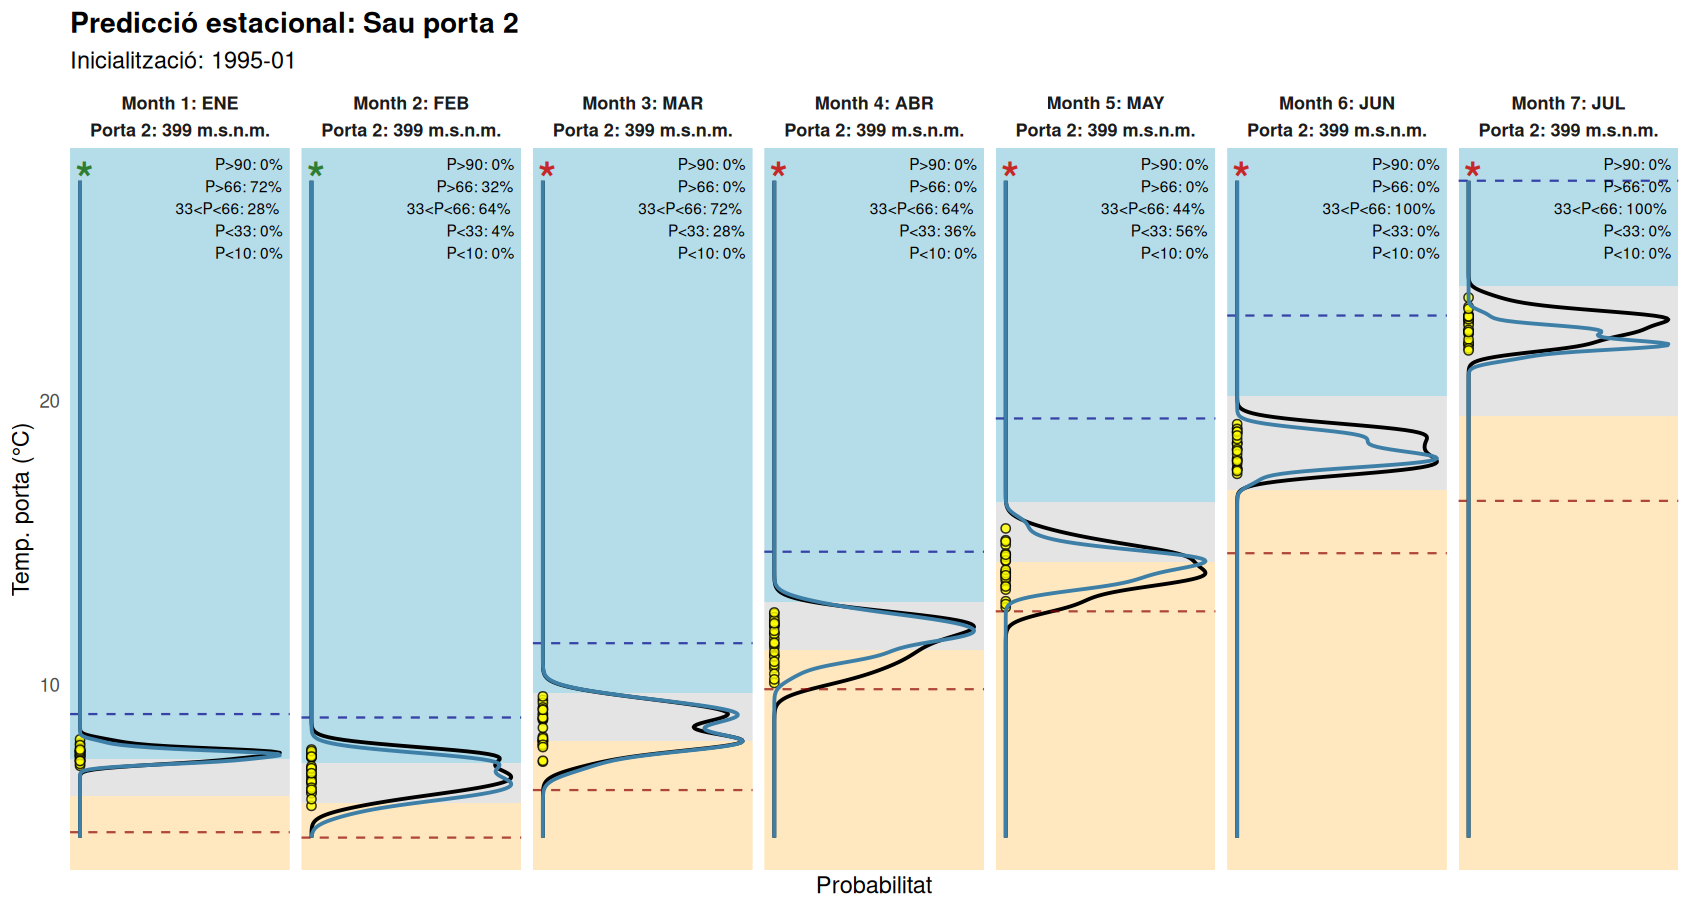 Predicció estacional: Sau porta 2
Inicialització: 1995-01
Month 1: ENE
Porta 2: 399 m.s.n.m.
Month 2: FEB
Porta 2: 399 m.s.n.m.
Month 3: MAR
Porta 2: 399 m.s.n.m.
Month 4: ABR
Porta 2: 399 m.s.n.m.
Month 5: MAY
Porta 2: 399 m.s.n.m.
Month 6: JUN
Porta 2: 399 m.s.n.m.
Month 7: JUL
Porta 2: 399 m.s.n.m.
*
P>90: 0%
P>66: 72%
33<P<66: 28%
P<33: 0%
P<10: 0%
*
P>90: 0%
P>66: 32%
33<P<66: 64%
P<33: 4%
P<10: 0%
*
P>90: 0%
P>66: 0%
33<P<66: 72%
P<33: 28%
P<10: 0%
*
P>90: 0%
P>66: 0%
33<P<66: 64%
P<33: 36%
P<10: 0%
*
P>90: 0%
P>66: 0%
33<P<66: 44%
P<33: 56%
P<10: 0%
*
P>90: 0%
P>66: 0%
33<P<66: 100%
P<33: 0%
P<10: 0%
*
P>90: 0%
P>66: 0%
33<P<66: 100%
P<33: 0%
P<10: 0%
20
10
Temp. porta (°C)
Probabilitat